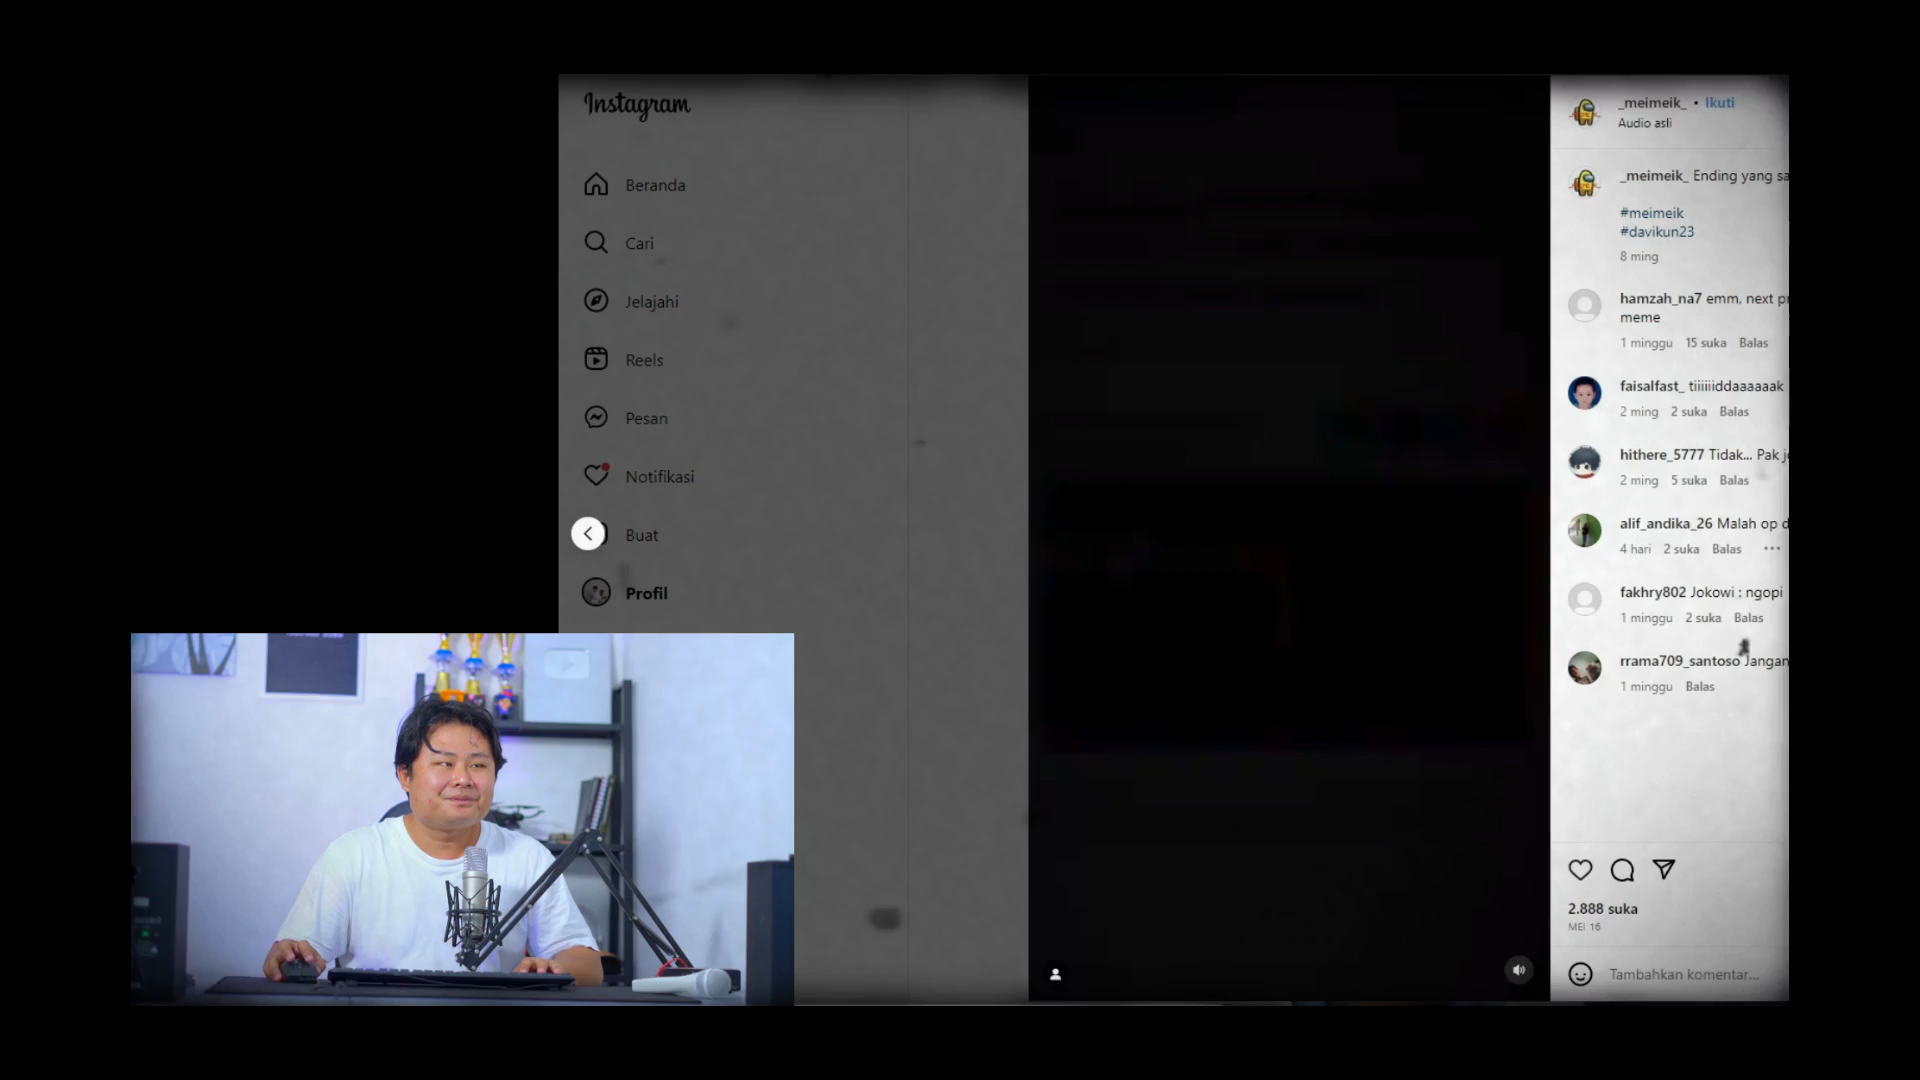 Instagram
Beranda
Cari
Jelajahi
Reels
Pesan
Notifikasi
Buat
Profil
_meimeik_ • Ikuti
Audio asli
_meimeik_ Ending yang sa
#meimeik
#davikun23
8 ming
hamzah_na7 emm, next pr
meme
1 minggu 15 suka Balas
faisalfast_ tiiiiiiddaaaaaak
2 ming 2 suka Balas
hithere_5777 Tidak... Pak j
2 ming 5 suka Balas
alif_andika_26 Malah op d
4 hari 2 suka Balas
fakhry802 Jokowi : ngopi
1 minggu 2 suka Balas
rrama709_santoso Jangan
1 minggu Balas
2.888 suka
MEI 16
Tambahkan komentar...